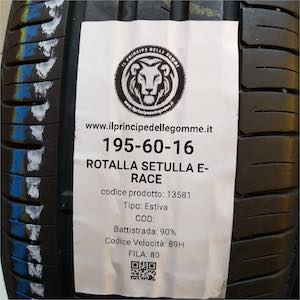 IL PRINCIPE DELLE GOMME
www.ilprincipedellegomme.it
195-60-16
ROTALLA SETULLA E-
RACE
codice prodotto: 13581
Tipo: Estiva
COD:
Battistrada: 90%
Codice Velocità: 89H
FILA: 80